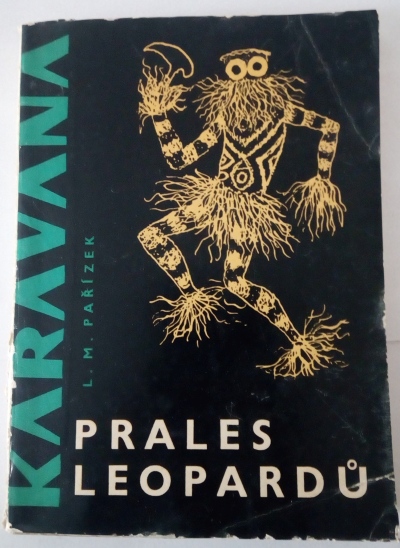 KARAVANA
L. M. PAŘÍZEK
PRALES
LEOPARDŮ